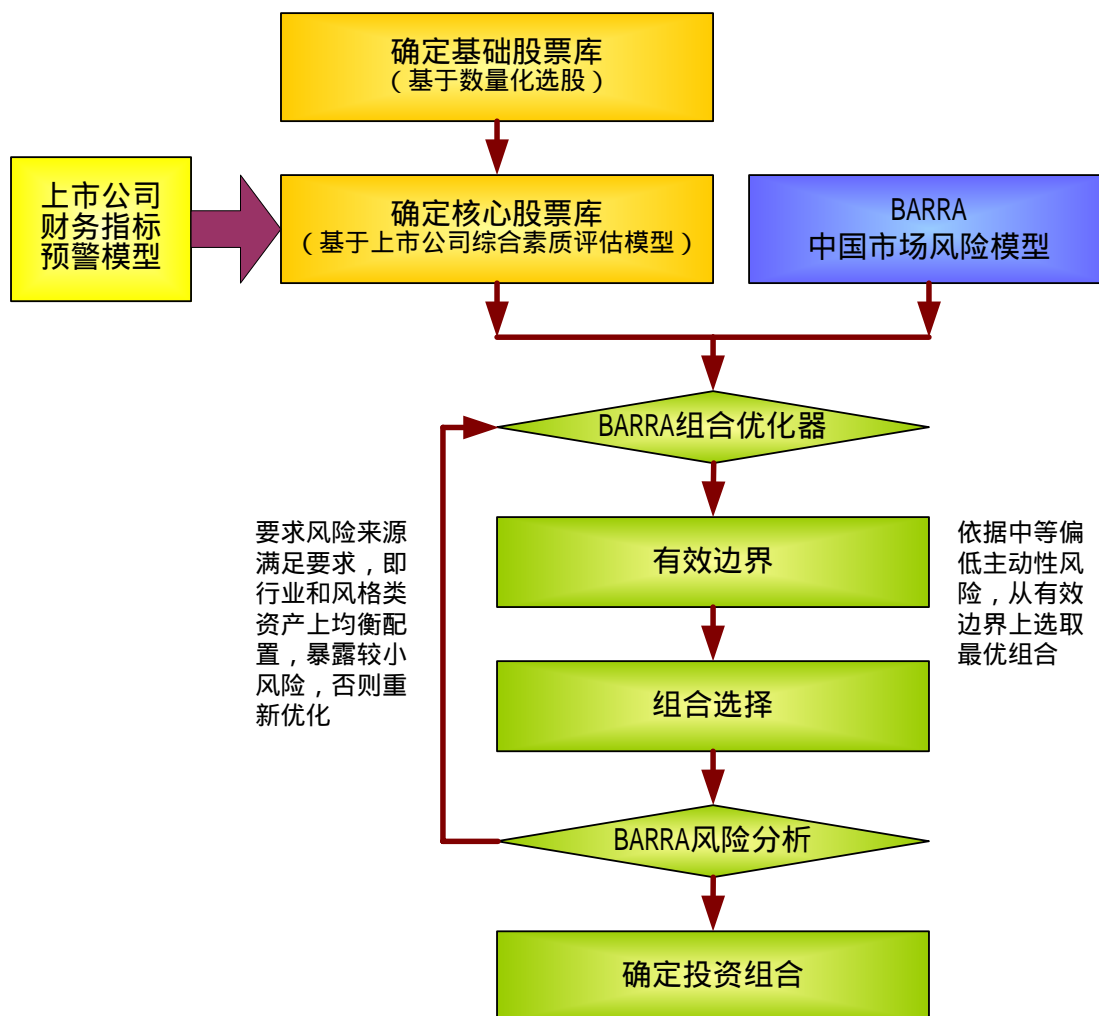 确定基础股票库
（基于数量化选股）
上市公司
财务指标
预警模型
确定核心股票库
（基于上市公司综合素质评估模型）
BARRA
中国市场风险模型
BARRA组合优化器
要求风险来源
满足要求，即
行业和风格类
资产上均衡配
置，暴露较小
风险，否则重
新优化
有效边界
依据中等偏
低主动性风
险，从有效
边界上选取
最优组合
组合选择
BARRA风险分析
确定投资组合